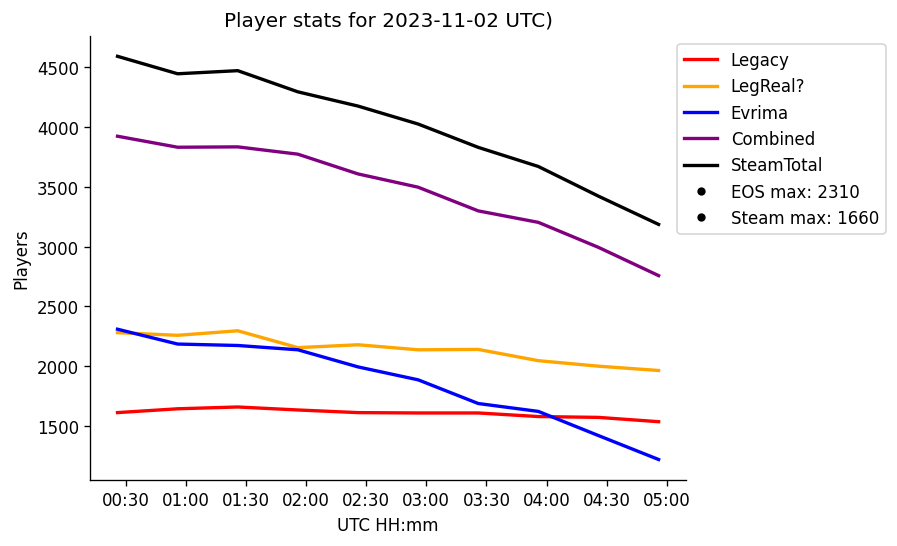 Player stats for 2023-11-02 UTC)
Legacy
LegReal?
Evrima
Combined
SteamTotal
EOS max: 2310
Steam max: 1660
Players
4500
4000
3500
3000
2500
2000
1500
00:30 01:00 01:30 02:00 02:30 03:00 03:30 04:00 04:30 05:00
UTC HH:mm